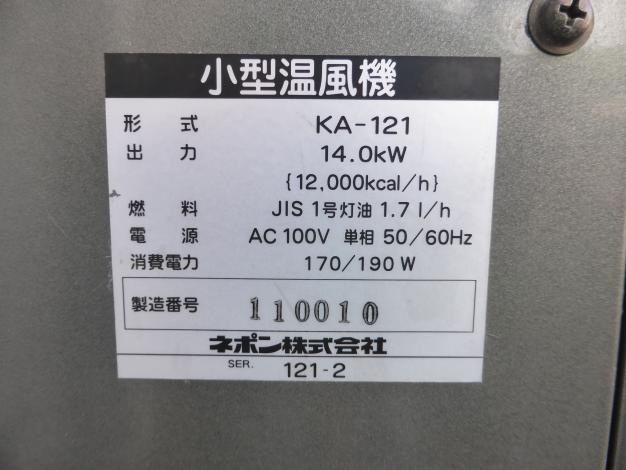 小型温風機
形式 KA-121
出力 14.0kW
{12,000kcal/h}
燃料 JIS 1号灯油 1.7 l/h
電源 AC 100V 単相 50/60Hz
消費電力 170/190 W
製造番号 110010
ネポン株式会社
SER. 121-2